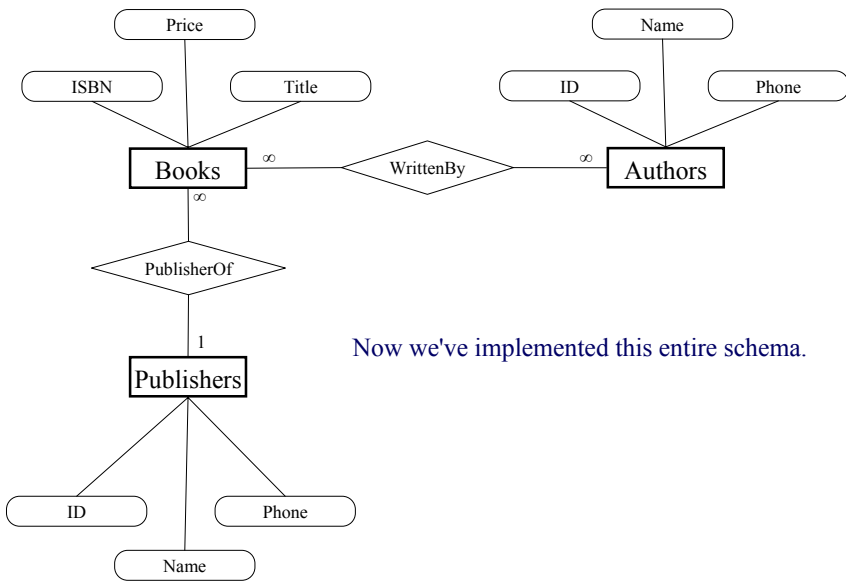 Price
Name
ISBN
Title
ID
Phone
Books
∞
WrittenBy
∞
Authors
∞
PublisherOf
1
Now we've implemented this entire schema.
Publishers
ID
Phone
Name